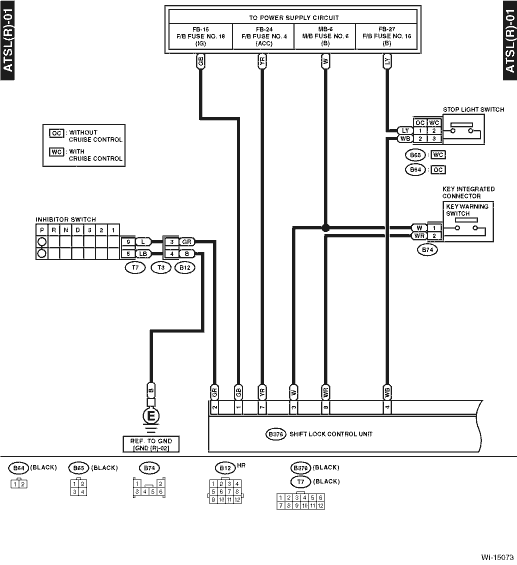 ATSL(R)-01
ATSL(R)-01
TO POWER SUPPLY CIRCUIT
FB-15
F/B FUSE NO. 18
(IG)
FB-24
F/B FUSE NO. 4
(ACC)
MB-6
M/B FUSE NO. 6
(B)
FB-27
F/B FUSE NO. 16
(B)
GB
YR
W
LY
STOP LIGHT SWITCH
OC WC
LY 1 2
WB 2 3
B65 : WC
B64 : OC
OC : WITHOUT
CRUISE CONTROL
WC : WITH
CRUISE CONTROL
KEY INTEGRATED
CONNECTOR
KEY WARNING
SWITCH
W 1
WR 2
B74
INHIBITOR SWITCH
P R N D 3 2 1
9 L 3 GR
5 LB 4 B
T7 T3 B12
B
E
REF. TO GND
[GND (R)-02]
GR GB YR W WR WB
2 1 7 3 8 4
B376 SHIFT LOCK CONTROL UNIT
B64 (BLACK)
1 2
B65 (BLACK)
1 2
3 4
B74
1 2
3 4 5 6
B12 HR
1 2 3 4
5 6 7 8
9 10 11 12
B376 (BLACK)
T7 (BLACK)
1 2 3 4 5 6
7 8 9 10 11 12
WI-15073